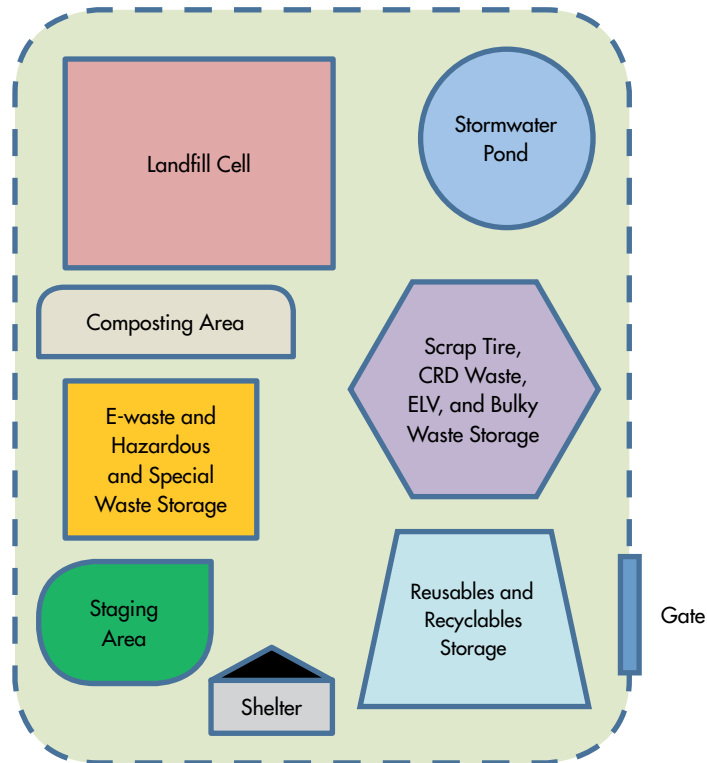 Landfill Cell
Stormwater
Pond
Composting Area
Scrap Tire,
CRD Waste,
ELV, and Bulky
Waste Storage
E-waste and
Hazardous
and Special
Waste Storage
Staging
Area
Reusables and
Recyclables
Storage
Gate
Shelter